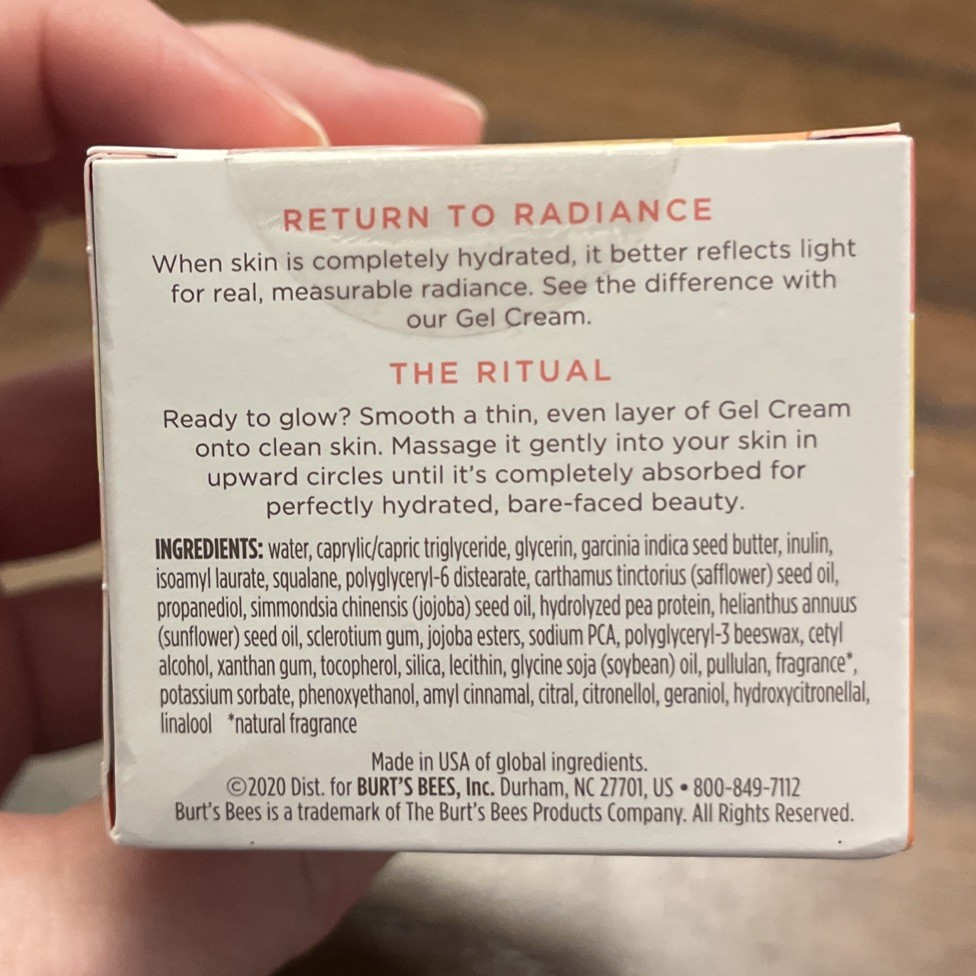 RETURN TO RADIANCE
When skin is completely hydrated, it better reflects light
for real, measurable radiance. See the difference with
our Gel Cream.
THE RITUAL
Ready to glow? Smooth a thin, even layer of Gel Cream
onto clean skin. Massage it gently into your skin in
upward circles until it's completely absorbed for
perfectly hydrated, bare-faced beauty.
INGREDIENTS: water, caprylic/capric triglyceride, glycerin, garcinia indica seed butter, inulin,
isoamyl laurate, squalane, polyglyceryl-6 distearate, carthamus tinctorius (safflower) seed oil,
propanediol, simmondsia chinensis (jojoba) seed oil, hydrolyzed pea protein, helianthus annuus
(sunflower) seed oil, sclerotium gum, jojoba esters, sodium PCA, polyglyceryl-3 beeswax, cetyl
alcohol, xanthan gum, tocopherol, silica, lecithin, glycine soja (soybean) oil, pullulan, fragrance*,
potassium sorbate, phenoxyethanol, amyl cinnamal, citral, citronellol, geraniol, hydroxycitronellal,
linalool *natural fragrance
Made in USA of global ingredients.
©2020 Dist. for BURT'S BEES, Inc. Durham, NC 27701, US • 800-849-7112
Burt's Bees is a trademark of The Burt's Bees Products Company. All Rights Reserved.